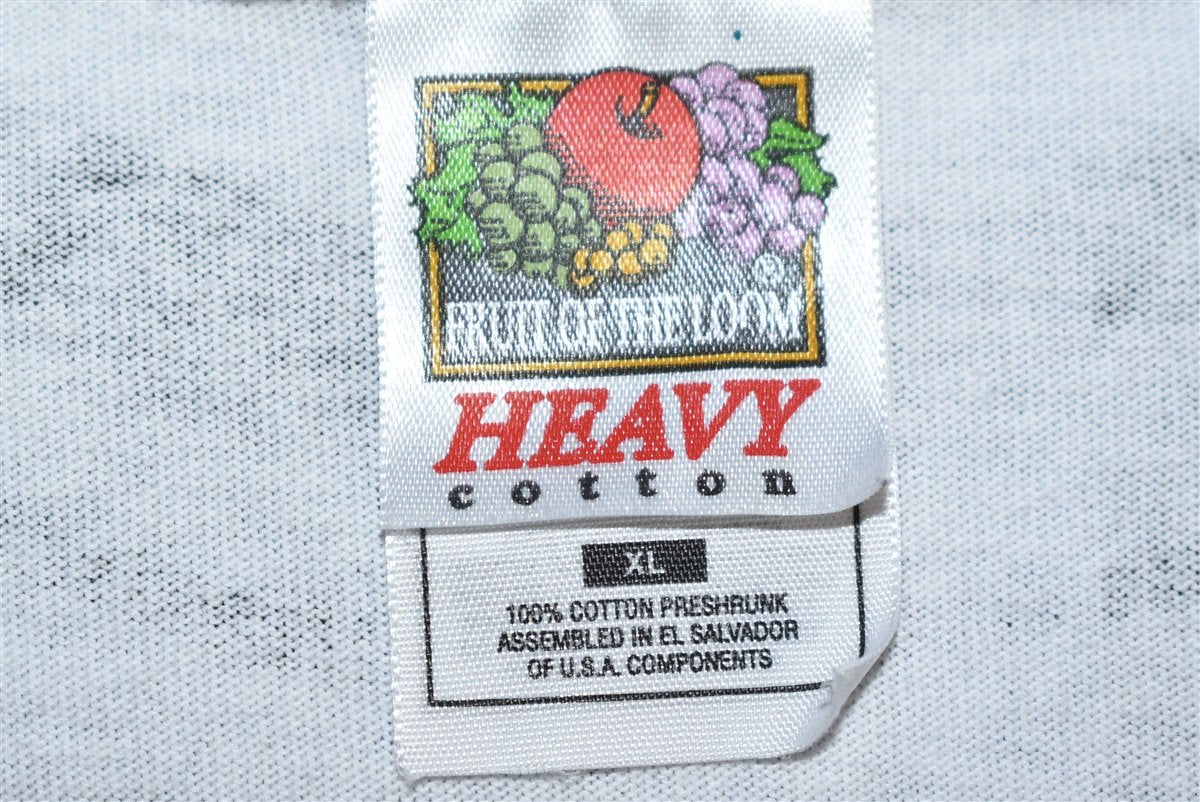 ®
FRUIT OF THE LOOM
HEAVY
cotton
XL
100% COTTON PRESHRUNK
ASSEMBLED IN EL SALVADOR
OF U.S.A. COMPONENTS